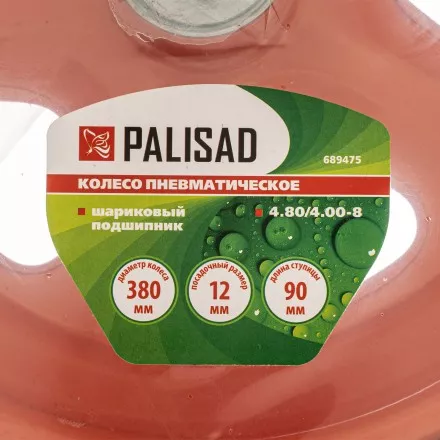 PALISAD
689475
КОЛЕСО ПНЕВМАТИЧЕСКОЕ
шариковый подшипник
4.80/4.00-8
диаметр колеса
380 мм
посадочный размер
12 мм
длина ступицы
90 мм